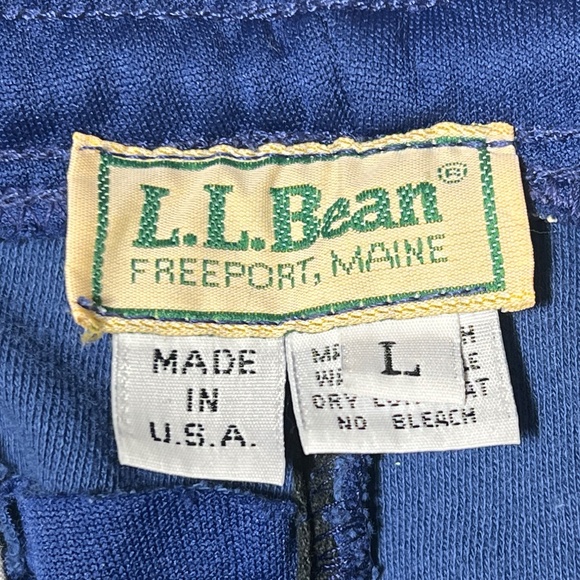 L.L.Bean®
FREEPORT, MAINE
MADE
IN
U.S.A.
L
DRY
NO BLEACH